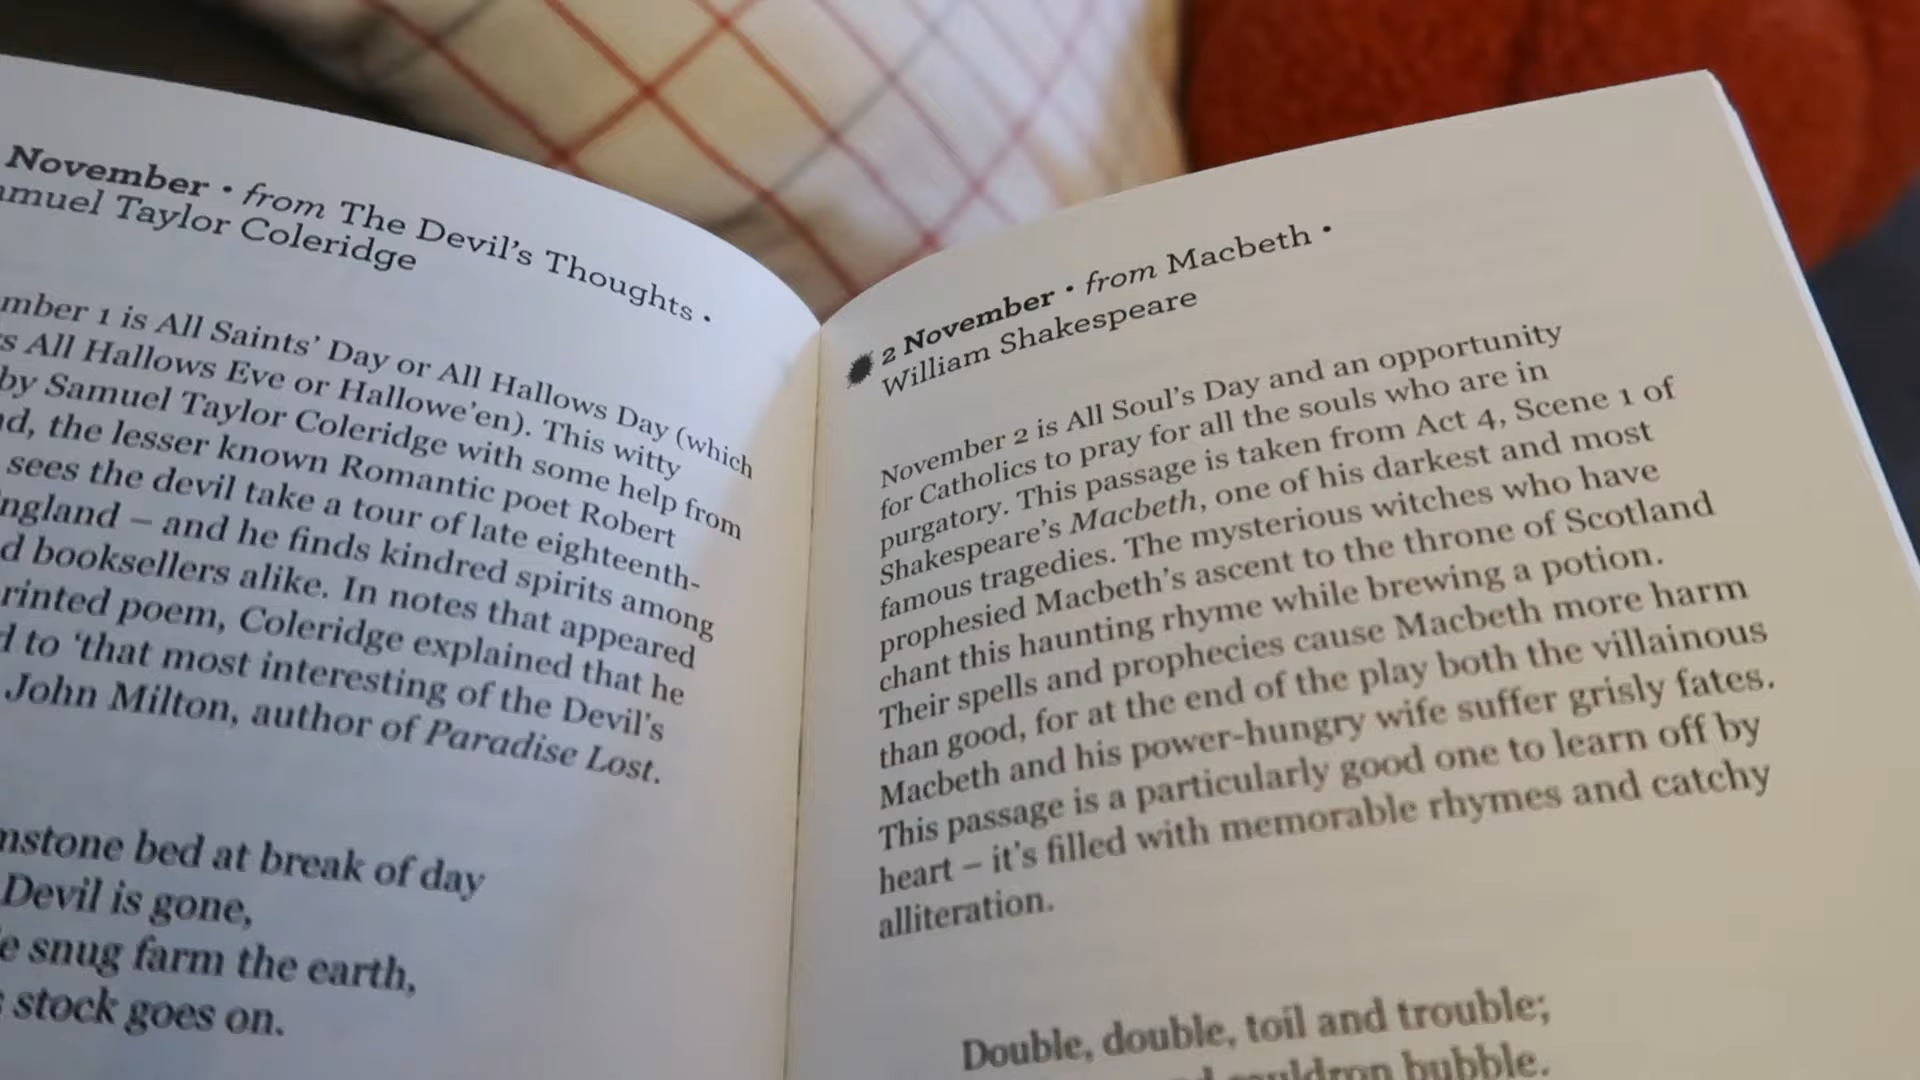 November • from The Devil's Thoughts •
Taylor Coleridge
1 is All Saints' Day or All Hallows Day (which
All Hallows Eve or Hallowe'en). This witty
by Samuel Taylor Coleridge with some help from
the lesser known Romantic poet Robert
sees the devil take a tour of late eighteenth-
– and he finds kindred spirits among
booksellers alike. In notes that appeared
poem, Coleridge explained that he
to 'that most interesting of the Devil's
John Milton, author of Paradise Lost.
bed at break of day
Devil is gone,
snug farm the earth,
stock goes on.
2 November • from Macbeth •
William Shakespeare
November 2 is All Soul's Day and an opportunity
for Catholics to pray for all the souls who are in
purgatory. This passage is taken from Act 4, Scene 1 of
Shakespeare's Macbeth, one of his darkest and most
famous tragedies. The mysterious witches who have
prophesied Macbeth's ascent to the throne of Scotland
chant this haunting rhyme while brewing a potion.
Their spells and prophecies cause Macbeth more harm
than good, for at the end of the play both the villainous
Macbeth and his power-hungry wife suffer grisly fates.
This passage is a particularly good one to learn off by
heart – it's filled with memorable rhymes and catchy
alliteration.
Double, double, toil and trouble;
cauldron bubble.